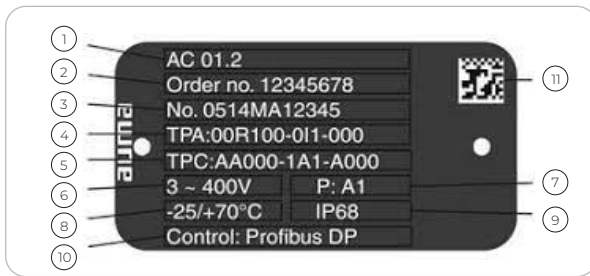 1 AC 01.2
2 Order no. 12345678 11
3 No. 0514MA12345
4 TPA:00R100-0I1-000
5 TPC:AA000-1A1-A000
6 3 ~ 400V P: A1 7
8 -25/+70°C IP68 9
10 Control: Profibus DP